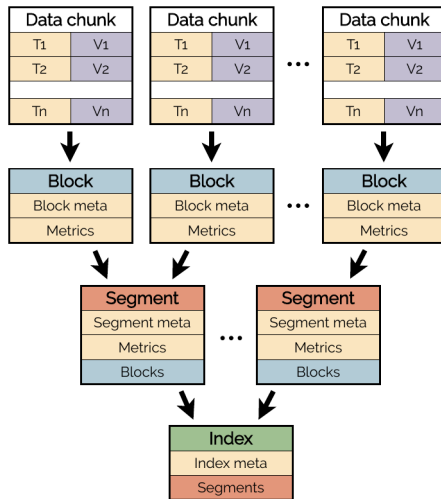 Data chunk Data chunk Data chunk
T1 V1 T1 V1 T1 V1
T2 V2 T2 V2 ... T2 V2
Tn Vn Tn Vn Tn Vn
Block Block Block
Block meta Block meta ... Block meta
Metrics Metrics Metrics
Segment Segment
Segment meta Segment meta
Metrics ... Metrics
Blocks Blocks
Index
Index meta
Segments